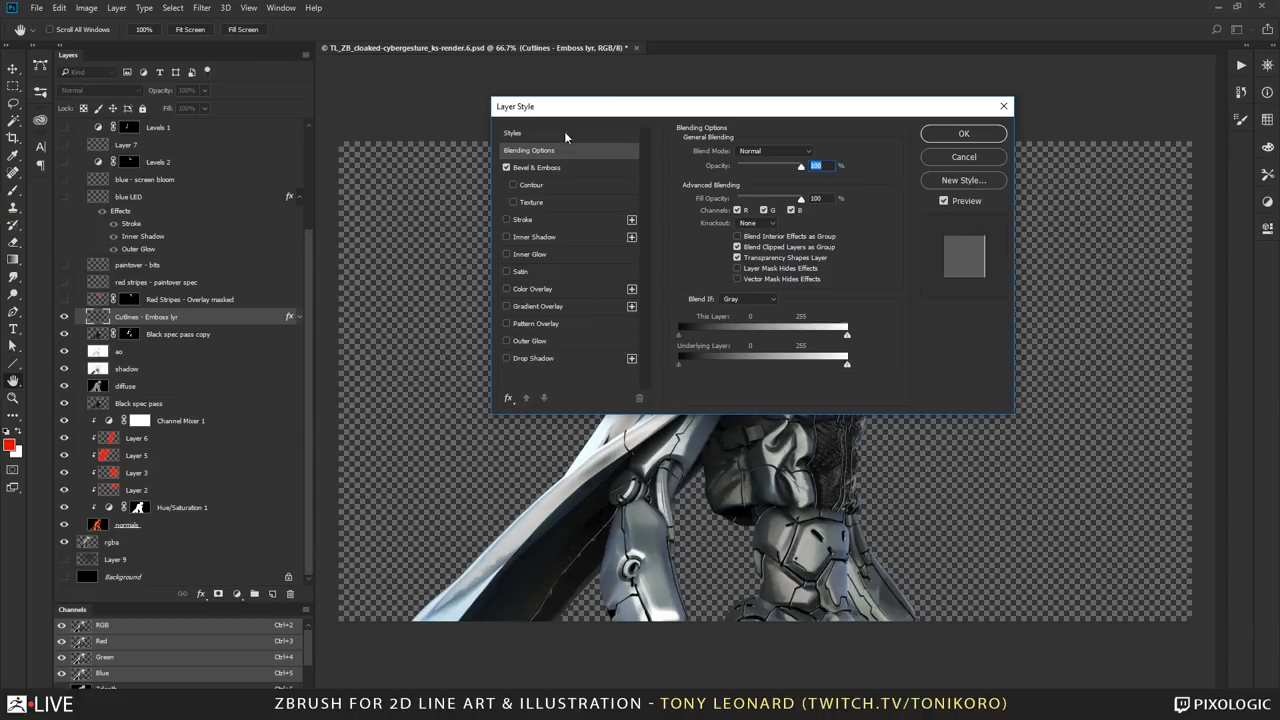 Ps File Edit Image Layer Type Select Filter 3D View Window Help
Scroll All Windows 100% Fit Screen Fill Screen
Layers
TL_ZB_cloaked-cybergesture_ks-render.6.psd @ 66.7% (Cutlines - Emboss lyr, RGB/8) *
Kind
Normal Opacity: 100%
Lock: Fill: 100%
Levels 1
Layer 7
Levels 2
blue - screen bloom
blue LED fx
Effects
Stroke
Inner Shadow
Outer Glow
paintover - bits
red stripes - paintover spec
Red Stripes - Overlay masked
Cutlines - Emboss lyr fx
Black spec pass copy
ao
shadow
diffuse
Black spec pass
Channel Mixer 1
Layer 6
Layer 5
Layer 3
Layer 2
Hue/Saturation 1
normals
rgba
Layer 9
Background
fx
Channels
RGB Ctrl+2
Red Ctrl+3
Green Ctrl+4
Blue Ctrl+5
Layer Style
Styles
Blending Options
Bevel & Emboss
Contour
Texture
Stroke
Inner Shadow
Inner Glow
Satin
Color Overlay
Gradient Overlay
Pattern Overlay
Outer Glow
Drop Shadow
fx
Blending Options
General Blending
Blend Mode: Normal
Opacity: 100 %
Advanced Blending
Fill Opacity: 100 %
Channels: R G B
Knockout: None
Blend Interior Effects as Group
Blend Clipped Layers as Group
Transparency Shapes Layer
Layer Mask Hides Effects
Vector Mask Hides Effects
Blend If: Gray
This Layer: 0 255
Underlying Layer: 0 255
OK
Cancel
New Style...
Preview
LIVE ZBRUSH FOR 2D LINE ART & ILLUSTRATION - TONY LEONARD (TWITCH.TV/TONIKORO) PIXOLOGIC